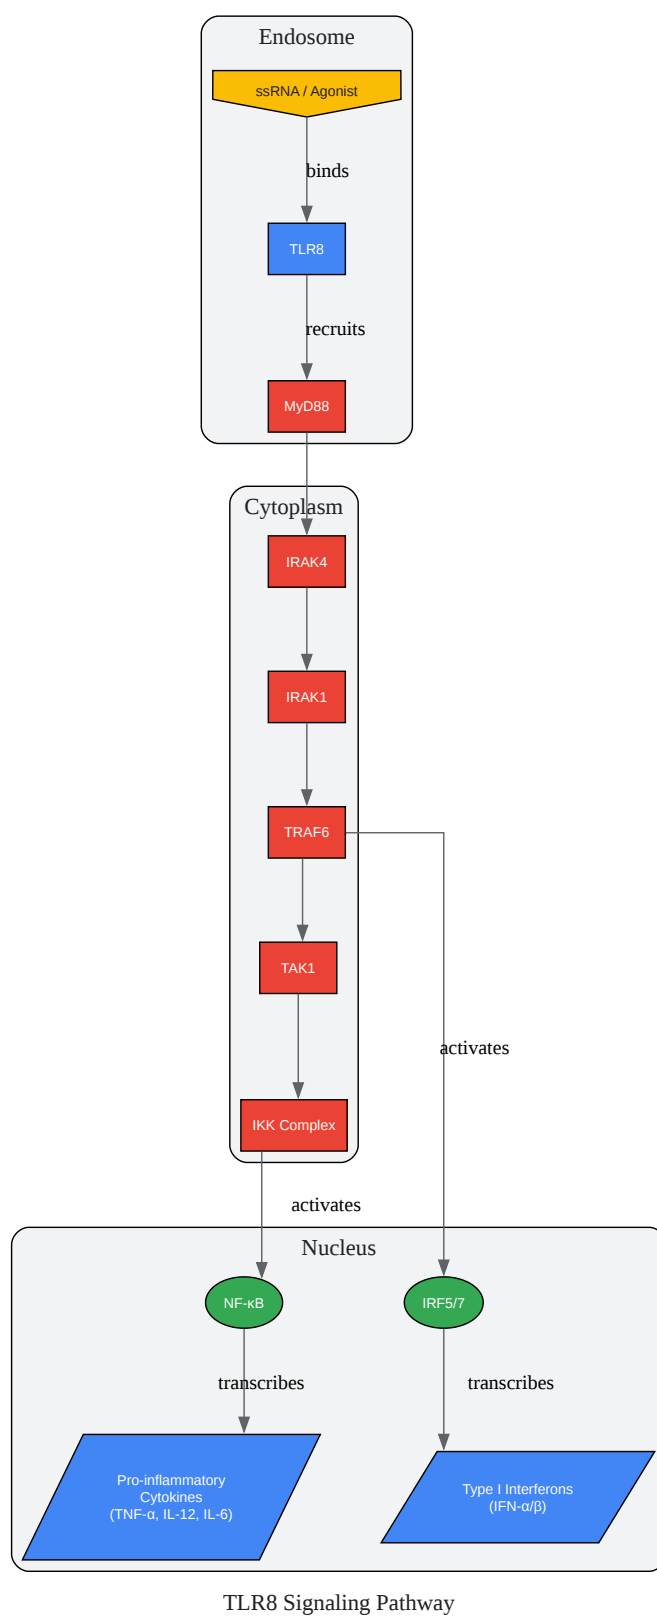 Endosome
ssRNA / Agonist
binds
TLR8
recruits
MyD88
Cytoplasm
IRAK4
IRAK1
TRAF6
TAK1
activates
IKK Complex
activates
Nucleus
NF-κB
IRF5/7
transcribes
transcribes
Pro-inflammatory
Cytokines
(TNF-α, IL-12, IL-6)
Type I Interferons
(IFN-α/β)
TLR8 Signaling Pathway